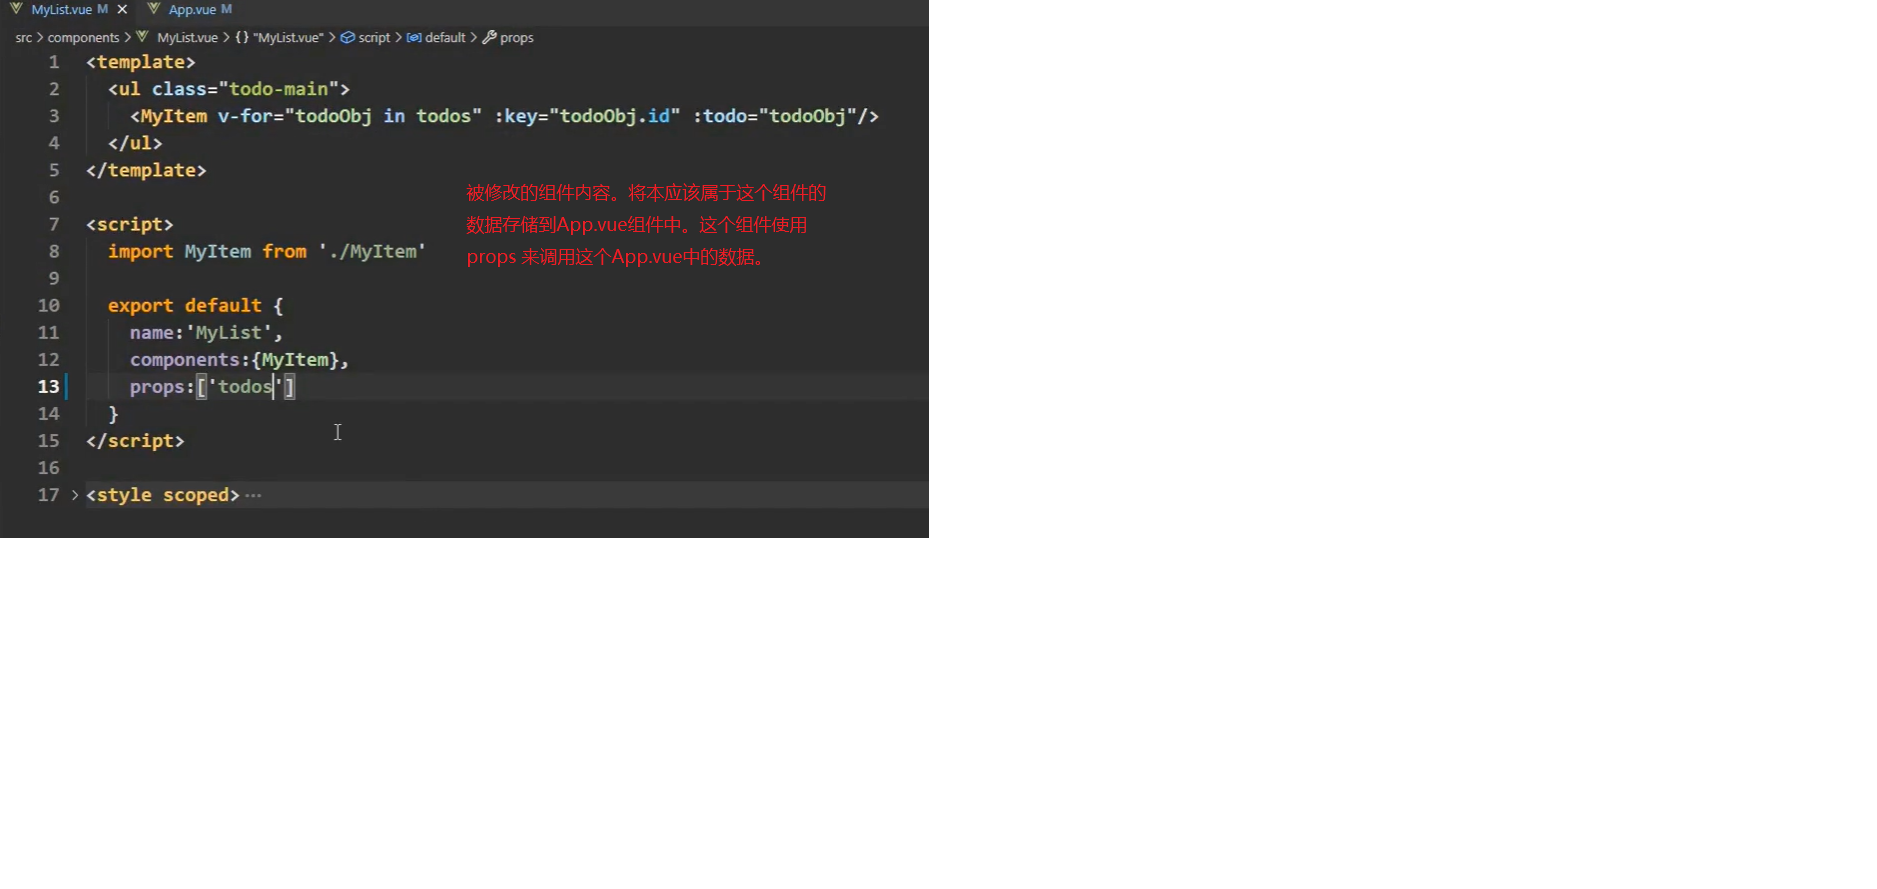 MyList.vue M × App.vue M
src > components > MyList.vue > {} "MyList.vue" > script > default > props
1 <template>
2 <ul class="todo-main">
3 <MyItem v-for="todoObj in todos" :key="todoObj.id" :todo="todoObj"/>
4 </ul>
5 </template>
6
被修改的组件内容。将本应该属于这个组件的
7 <script>
数据存储到App.vue组件中。这个组件使用
8 import MyItem from './MyItem'
props 来调用这个App.vue中的数据。
9
10 export default {
11 name:'MyList',
12 components:{MyItem},
13 props:['todos']
14 }
15 </script>
16
17 > <style scoped> ···